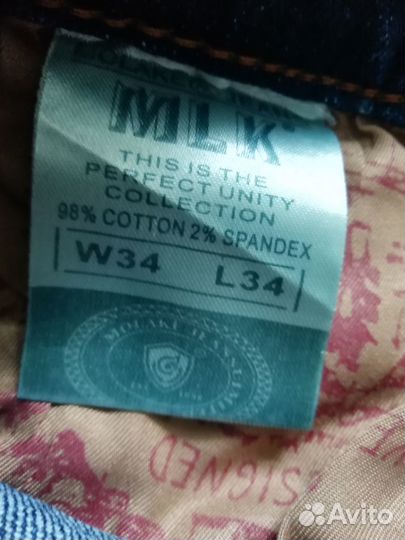 MLK
THIS IS THE
PERFECT UNITY
COLLECTION
98% COTTON 2% SPANDEX
W34 L34
SIGNED
Avito